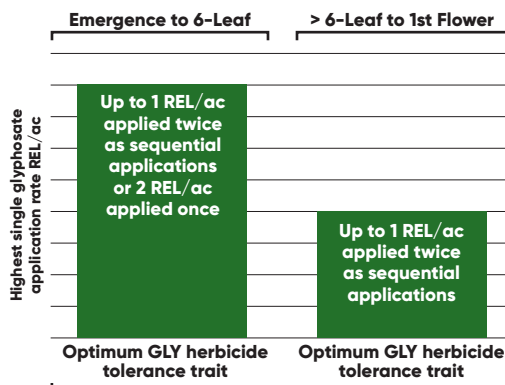 Emergence to 6-Leaf
> 6-Leaf to 1st Flower
Highest single glyphosate
application rate REL/ac
Up to 1 REL/ac
applied twice
as sequential
applications
or 2 REL/ac
applied once
Up to 1 REL/ac
applied twice
as sequential
applications
Optimum GLY herbicide
tolerance trait
Optimum GLY herbicide
tolerance trait